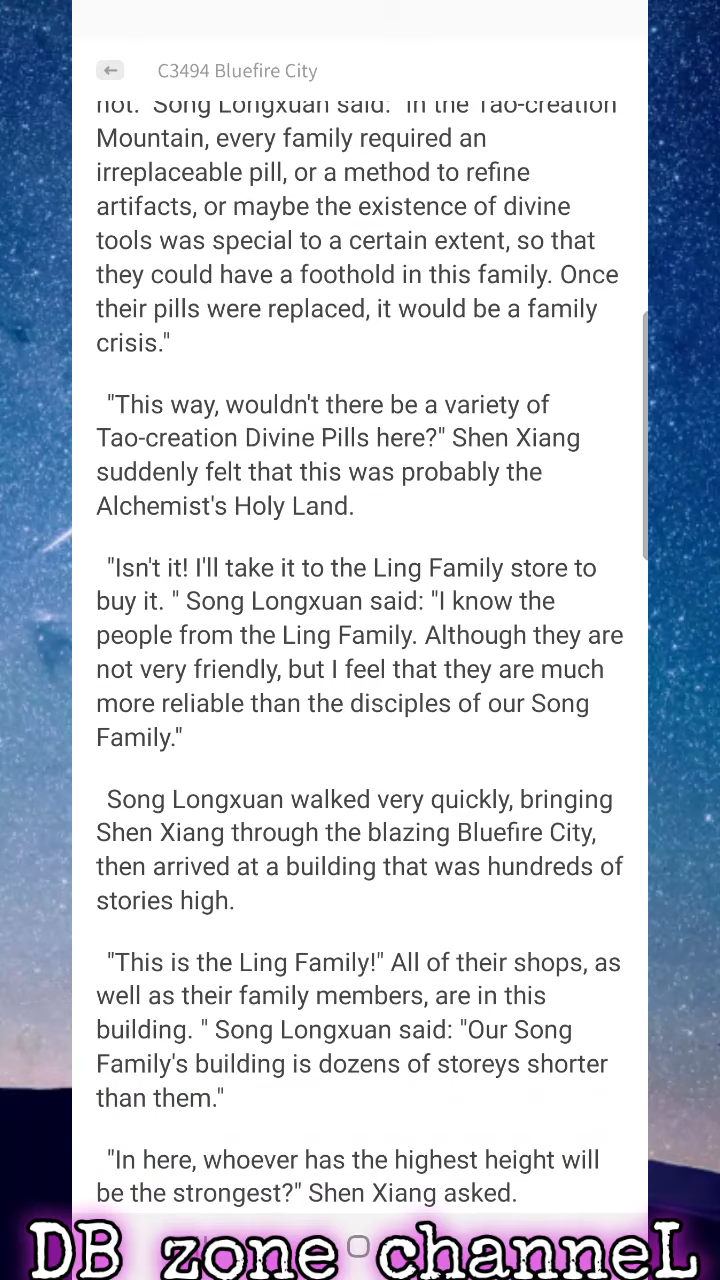 C3494 Bluefire City
not." Song Longxuan said: "In the Tao-creation
Mountain, every family required an
irreplaceable pill, or a method to refine
artifacts, or maybe the existence of divine
tools was special to a certain extent, so that
they could have a foothold in this family. Once
their pills were replaced, it would be a family
crisis."
"This way, wouldn't there be a variety of
Tao-creation Divine Pills here?" Shen Xiang
suddenly felt that this was probably the
Alchemist's Holy Land.
"Isn't it! I'll take it to the Ling Family store to
buy it. " Song Longxuan said: "I know the
people from the Ling Family. Although they are
not very friendly, but I feel that they are much
more reliable than the disciples of our Song
Family."
Song Longxuan walked very quickly, bringing
Shen Xiang through the blazing Bluefire City,
then arrived at a building that was hundreds of
stories high.
"This is the Ling Family!" All of their shops, as
well as their family members, are in this
building. " Song Longxuan said: "Our Song
Family's building is dozens of storeys shorter
than them."
"In here, whoever has the highest height will
be the strongest?" Shen Xiang asked.
DB zone channeL